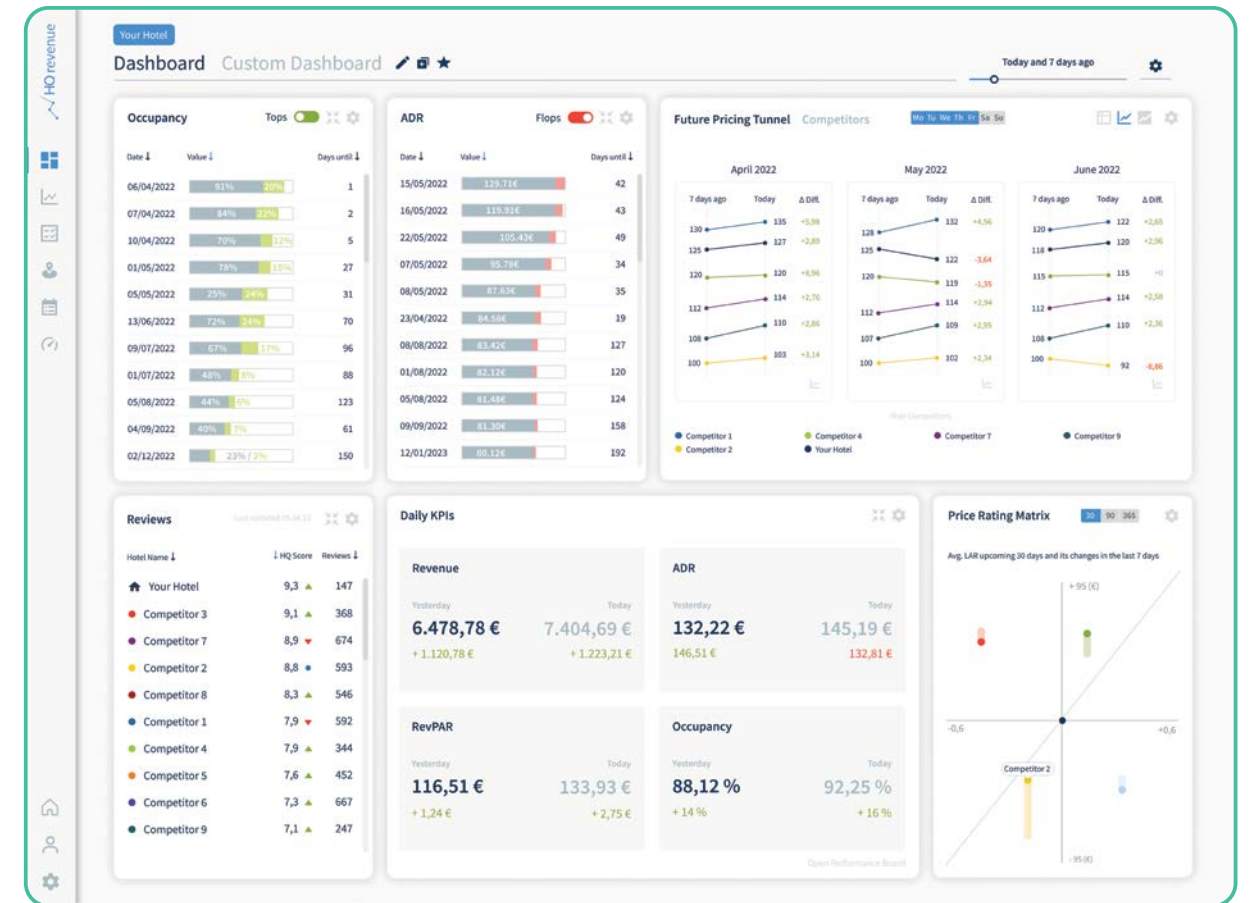 HQ revenue
Your Hotel
Dashboard Custom Dashboard
Today and 7 days ago
Occupancy Tops
Date Value Days until
06/04/2022 91% 20% 1
07/04/2022 84% 22% 2
10/04/2022 70% 12% 5
01/05/2022 78% 15% 27
05/05/2022 25% 24% 31
13/06/2022 72% 24% 70
09/07/2022 67% 17% 96
01/07/2022 48% 8% 88
05/08/2022 44% 6% 123
04/09/2022 40% 7% 61
02/12/2022 23% / 3% 150
ADR Flops
Date Value Days until
15/05/2022 129.71€ 42
16/05/2022 119.91€ 43
22/05/2022 105.43€ 49
07/05/2022 95.78€ 34
08/05/2022 87.63€ 35
23/04/2022 84.58€ 19
08/08/2022 83.42€ 127
01/08/2022 82.12€ 120
05/08/2022 81.48€ 124
09/09/2022 81.30€ 158
12/01/2023 80.12€ 192
Future Pricing Tunnel Competitors Mo Tu We Th Fr Sa Su
April 2022
7 days ago Today Δ Diff.
130 135 +5,98
125 127 +2,89
120 120 +6,96
112 114 +2,76
108 110 +2,86
100 103 +3,14
May 2022
7 days ago Today Δ Diff.
128 132 +4,56
125 122 -3,64
120 119 -1,35
112 114 +2,94
107 109 +2,95
100 102 +2,34
June 2022
7 days ago Today Δ Diff.
120 122 +2,65
118 120 +2,96
115 115 +0
112 114 +2,58
108 110 +2,36
100 92 -8,86
Hide Competitors
Competitor 1 Competitor 4 Competitor 7 Competitor 9
Competitor 2 Your Hotel
Reviews Last updated 05.04.22
Hotel Name HQ Score Reviews
Your Hotel 9,3 147
Competitor 3 9,1 368
Competitor 7 8,9 674
Competitor 2 8,8 593
Competitor 8 8,3 546
Competitor 1 7,9 592
Competitor 4 7,9 344
Competitor 5 7,6 452
Competitor 6 7,3 667
Competitor 9 7,1 247
Daily KPIs
Revenue
Yesterday Today
6.478,78 € 7.404,69 €
+ 1.120,78 € + 1.223,21 €
ADR
Yesterday Today
132,22 € 145,19 €
146,51 € 132,81 €
RevPAR
Yesterday Today
116,51 € 133,93 €
+ 1,24 € + 2,75 €
Occupancy
Yesterday Today
88,12 % 92,25 %
+ 14 % + 16 %
Open Performance Board
Price Rating Matrix 30 90 365
Avg. LAR upcoming 30 days and its changes in the last 7 days
+ 95 (€)
-0,6 +0,6
Competitor 2
- 95 (€)